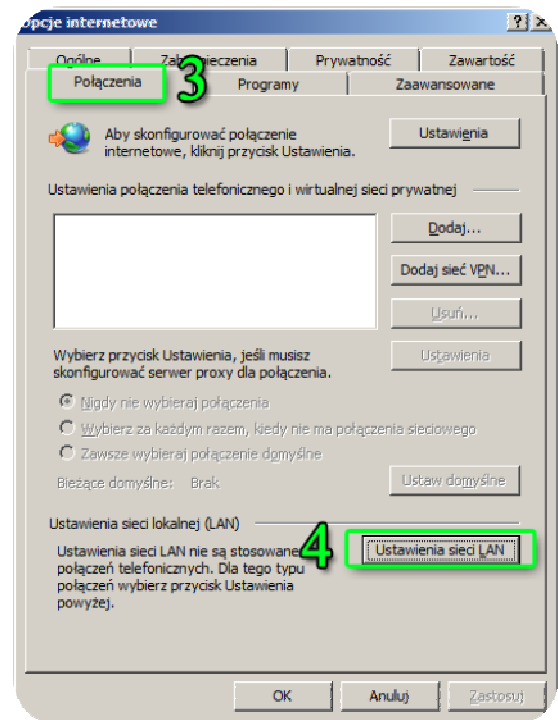 Opcje internetowe
Ogólne Zabezpieczenia Prywatność Zawartość
Połączenia 3 Programy Zaawansowane
Aby skonfigurować połączenie
internetowe, kliknij przycisk Ustawienia.
Ustawienia
Ustawienia połączenia telefonicznego i wirtualnej sieci prywatnej
Dodaj...
Dodaj sieć VPN...
Usuń...
Wybierz przycisk Ustawienia, jeśli musisz
skonfigurować serwer proxy dla połączenia.
Ustawienia
Nigdy nie wybieraj połączenia
Wybierz za każdym razem, kiedy nie ma połączenia sieciowego
Zawsze wybieraj połączenie domyślne
Bieżące domyślne: Brak
Ustaw domyślne
Ustawienia sieci lokalnej (LAN)
Ustawienia sieci LAN nie są stosowane
połączeń telefonicznych. Dla tego typu
połączeń wybierz przycisk Ustawienia
powyżej.
4 Ustawienia sieci LAN
OK Anuluj Zastosuj